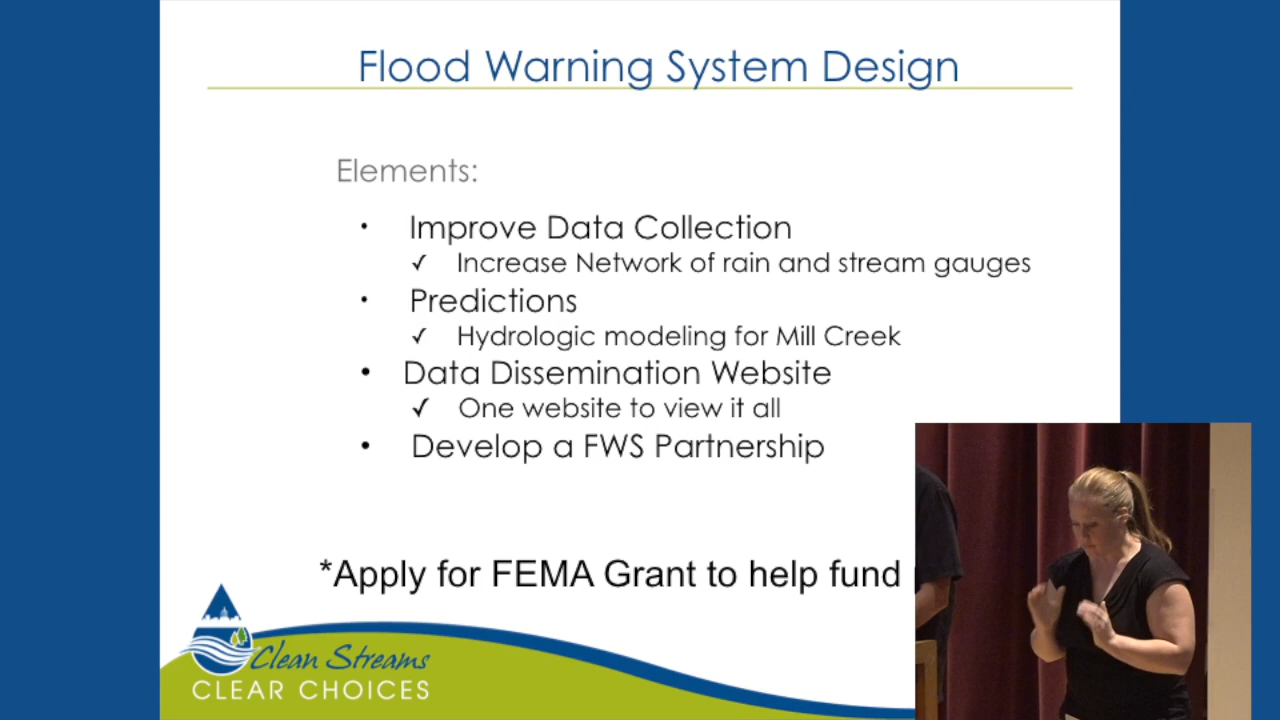 Flood Warning System Design
Elements:
• Improve Data Collection
✓ Increase Network of rain and stream gauges
• Predictions
✓ Hydrologic modeling for Mill Creek
• Data Dissemination Website
✓ One website to view it all
• Develop a FWS Partnership
*Apply for FEMA Grant to help fund
Clean Streams
CLEAR CHOICES